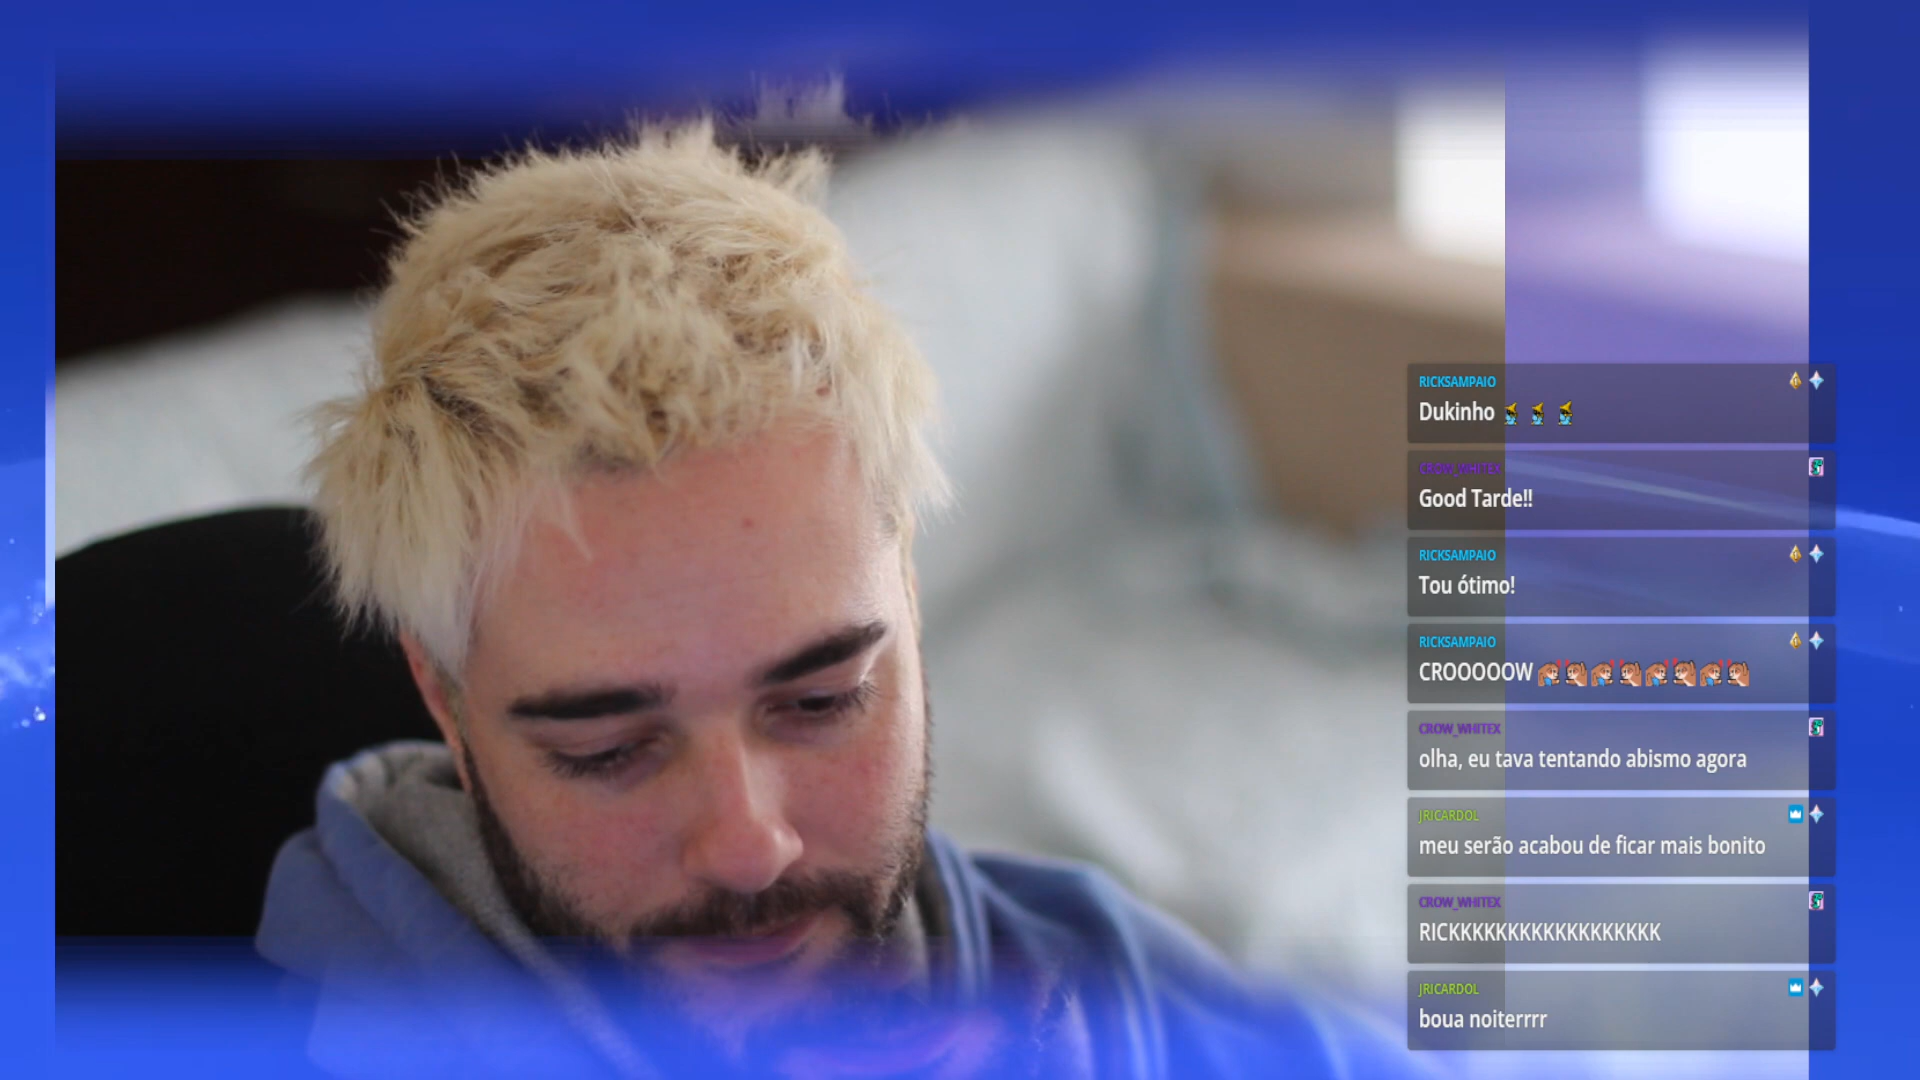 RICKSAMPAIO
Dukinho
CROW_WHITEX
Good Tarde!!
RICKSAMPAIO
Tou ótimo!
RICKSAMPAIO
CROOOOOW
CROW_WHITEX
olha, eu tava tentando abismo agora
JRICARDOL
meu serão acabou de ficar mais bonito
CROW_WHITEX
RICKKKKKKKKKKKKKKKKKK
JRICARDOL
boua noiterrrr